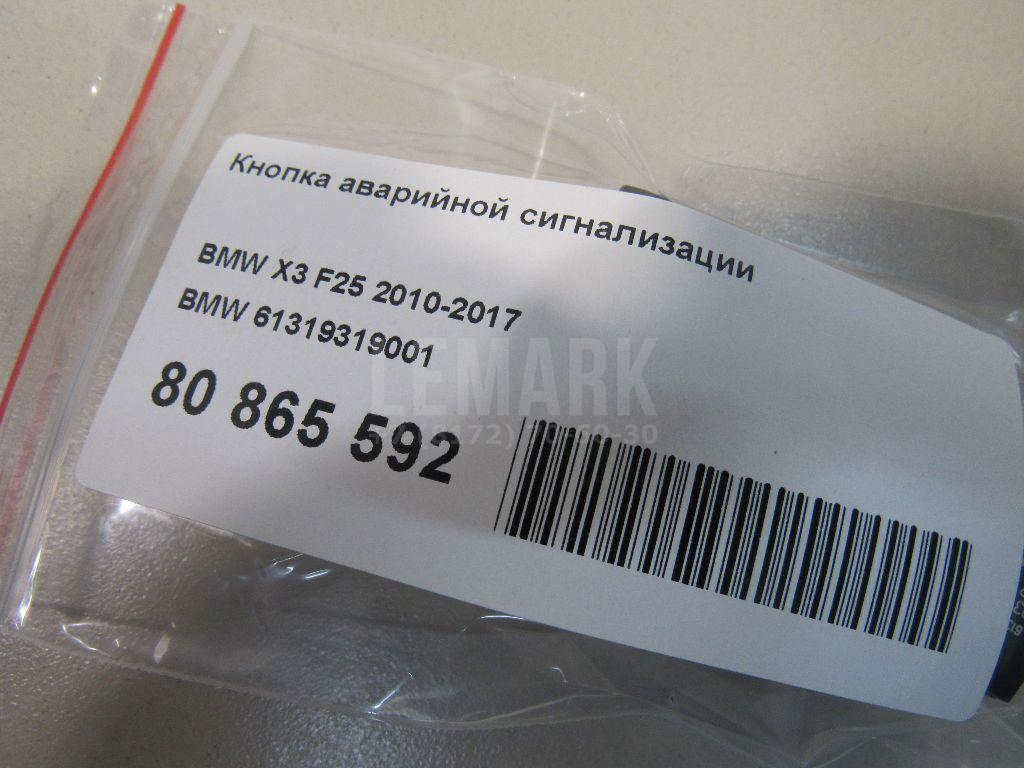 Кнопка аварийной сигнализации
BMW X3 F25 2010-2017
BMW 61319319001
80 865 592
LEMARK